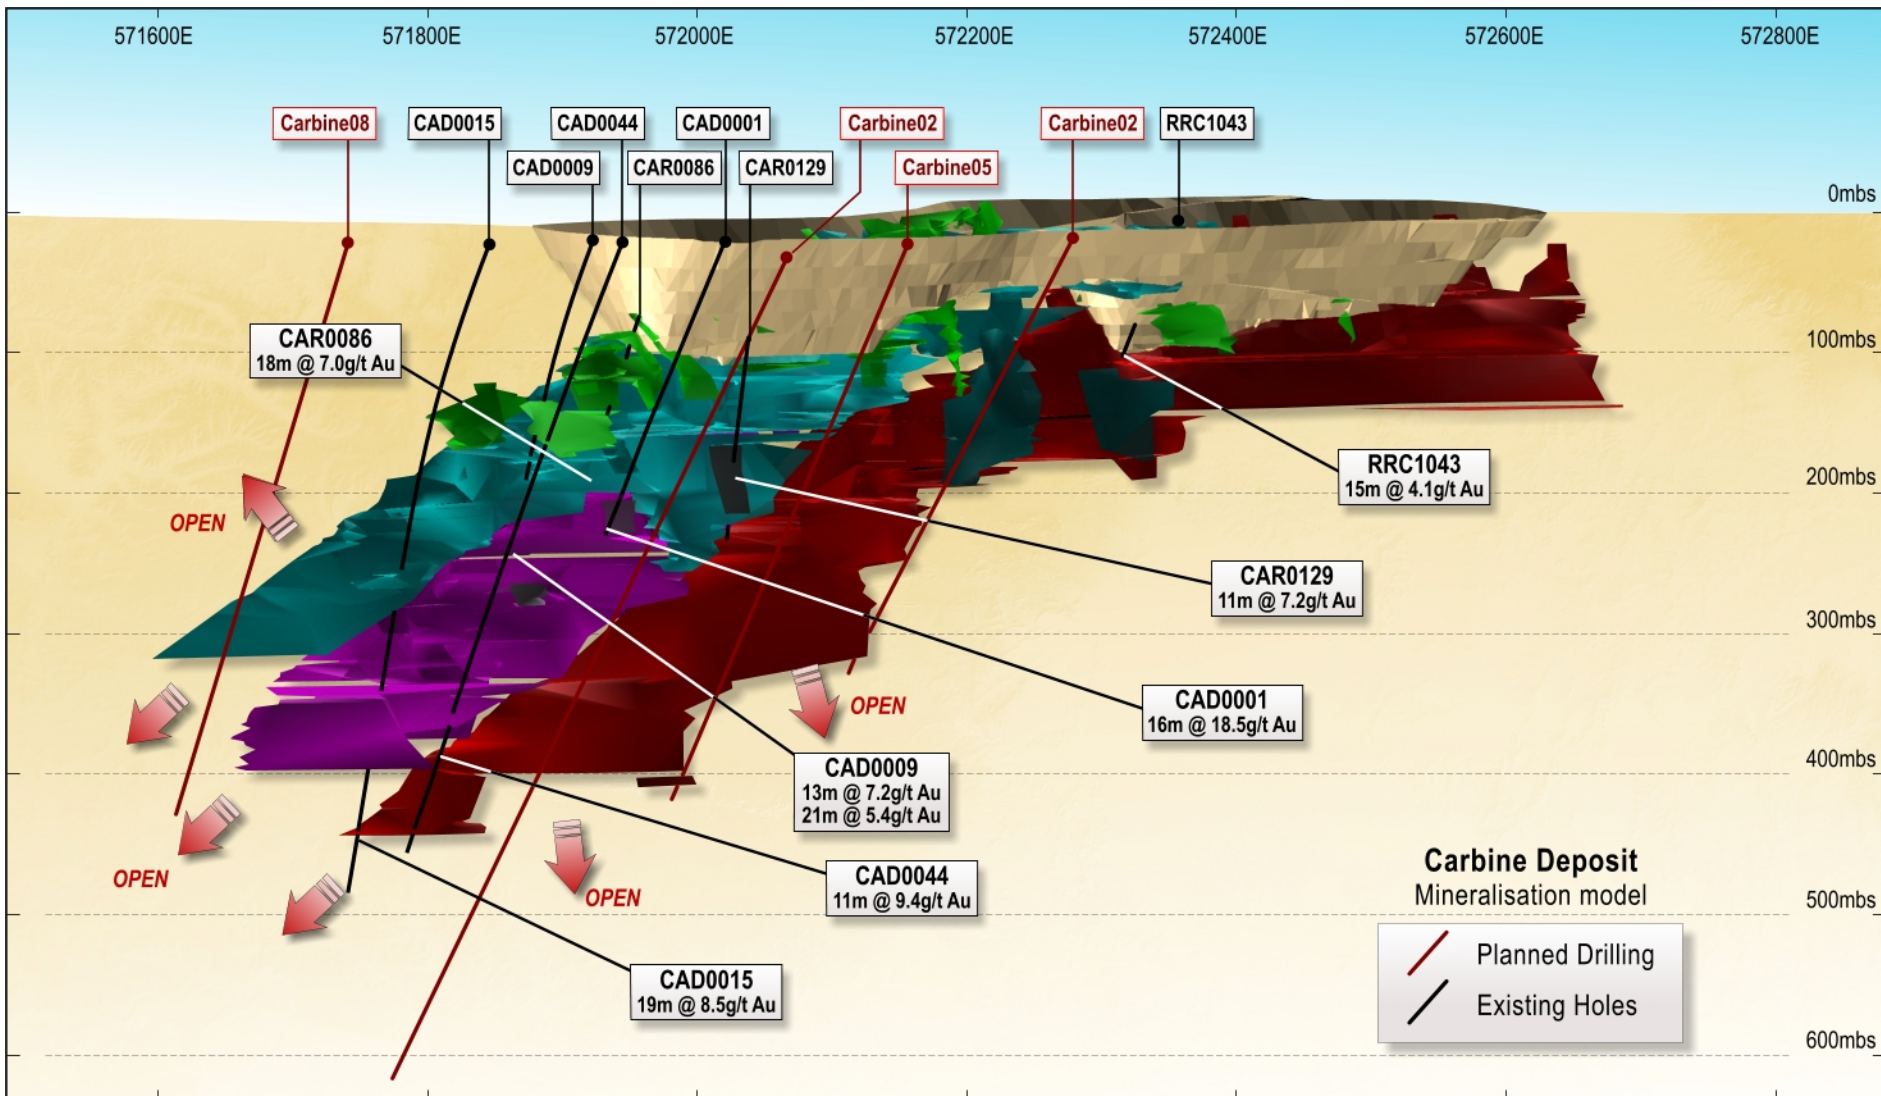 571600E
571800E
572000E
572200E
572400E
572600E
572800E
Carbine08
CAD0015
CAD0044
CAD0001
Carbine02
Carbine02
RRC1043
CAD0009
CAR0086
CAR0129
Carbine05
0mbs
100mbs
CAR0086
18m @ 7.0g/t Au
200mbs
RRC1043
15m @ 4.1g/t Au
OPEN
CAR0129
11m @ 7.2g/t Au
300mbs
CAD0001
16m @ 18.5g/t Au
OPEN
400mbs
CAD0009
13m @ 7.2g/t Au
21m @ 5.4g/t Au
OPEN
CAD0044
11m @ 9.4g/t Au
OPEN
500mbs
CAD0015
19m @ 8.5g/t Au
600mbs
Carbine Deposit
Mineralisation model
Planned Drilling
Existing Holes